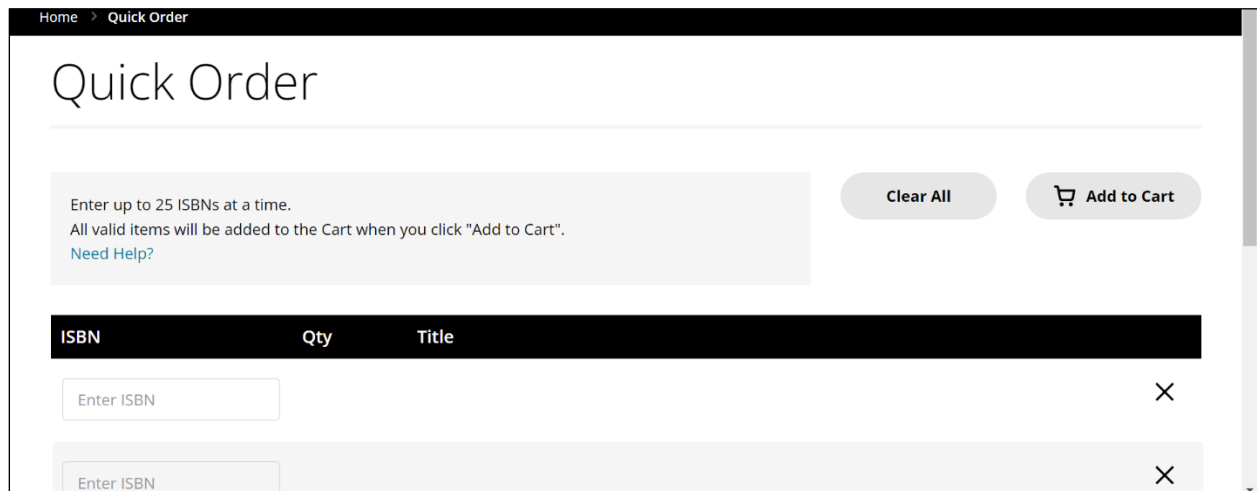 Home > Quick Order
Quick Order
Enter up to 25 ISBNs at a time.
All valid items will be added to the Cart when you click "Add to Cart".
Need Help?
Clear All
Add to Cart
ISBN Qty Title
Enter ISBN
Enter ISBN